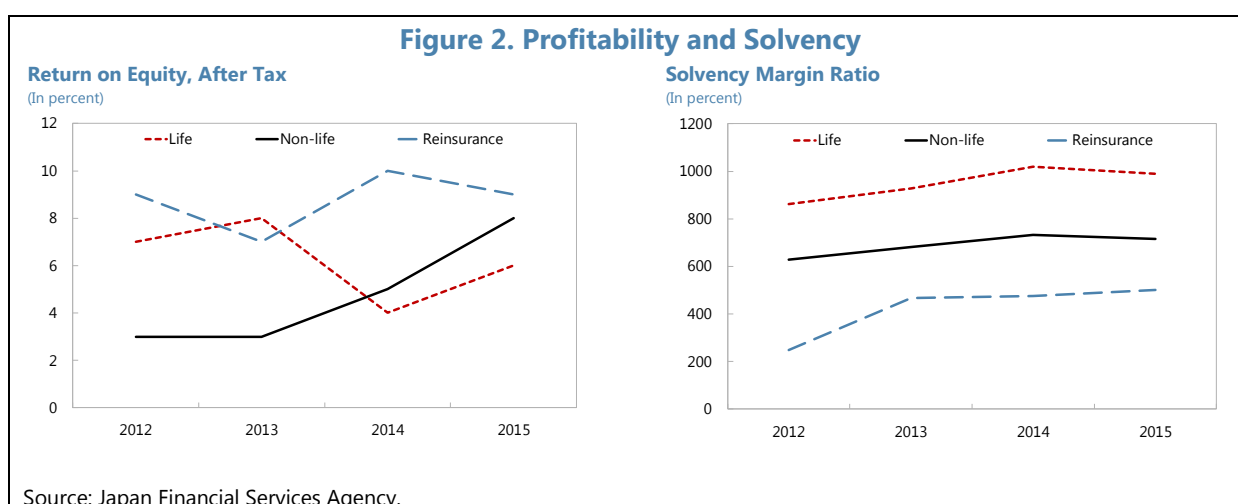 Figure 2. Profitability and Solvency
Return on Equity, After Tax
(In percent)
12
Life Non-life Reinsurance
10
8
6
4
2
0
2012 2013 2014 2015
Solvency Margin Ratio
(In percent)
1200
Life Non-life Reinsurance
1000
800
600
400
200
0
2012 2013 2014 2015
Source: Japan Financial Services Agency.